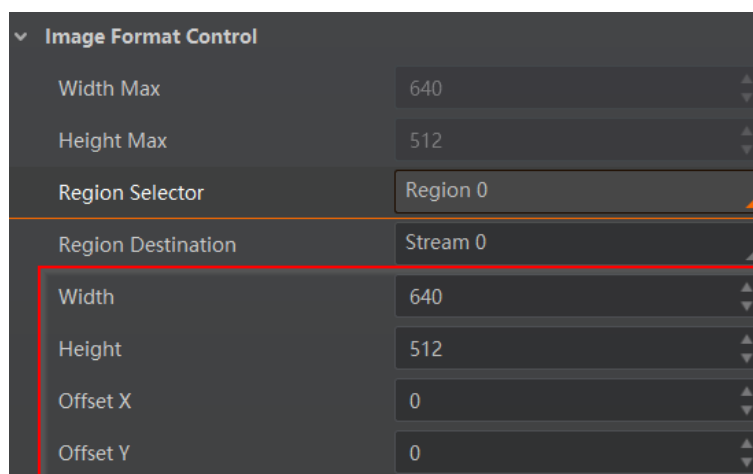 Image Format Control
Width Max 640
Height Max 512
Region Selector Region 0
Region Destination Stream 0
Width 640
Height 512
Offset X 0
Offset Y 0